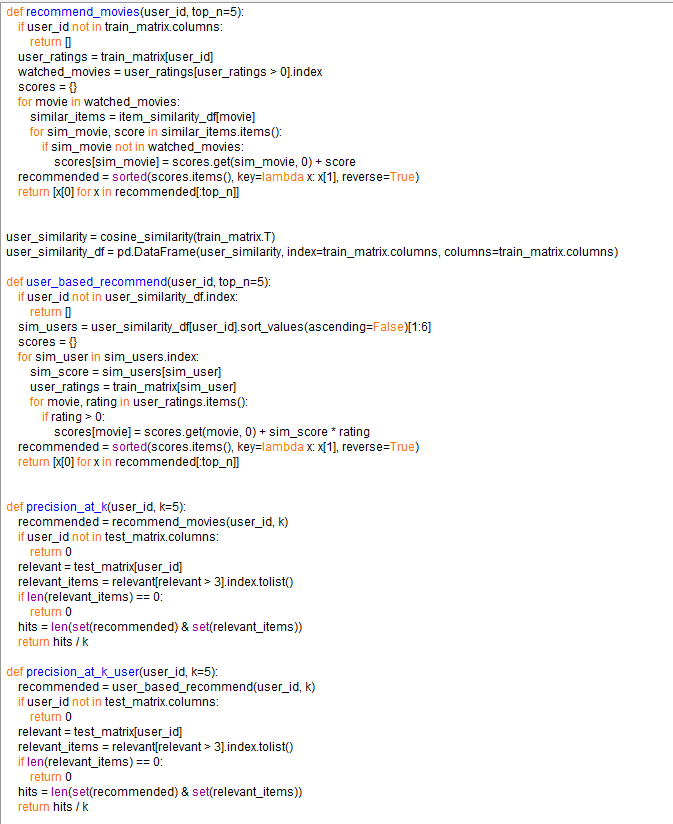 def recommend_movies(user_id, top_n=5):
    if user_id not in train_matrix.columns:
        return []
    user_ratings = train_matrix[user_id]
    watched_movies = user_ratings[user_ratings > 0].index
    scores = {}
    for movie in watched_movies:
        similar_items = item_similarity_df[movie]
        for sim_movie, score in similar_items.items():
            if sim_movie not in watched_movies:
                scores[sim_movie] = scores.get(sim_movie, 0) + score
    recommended = sorted(scores.items(), key=lambda x: x[1], reverse=True)
    return [x[0] for x in recommended[:top_n]]


user_similarity = cosine_similarity(train_matrix.T)
user_similarity_df = pd.DataFrame(user_similarity, index=train_matrix.columns, columns=train_matrix.columns)

def user_based_recommend(user_id, top_n=5):
    if user_id not in user_similarity_df.index:
        return []
    sim_users = user_similarity_df[user_id].sort_values(ascending=False)[1:6]
    scores = {}
    for sim_user in sim_users.index:
        sim_score = sim_users[sim_user]
        user_ratings = train_matrix[sim_user]
        for movie, rating in user_ratings.items():
            if rating > 0:
                scores[movie] = scores.get(movie, 0) + sim_score * rating
    recommended = sorted(scores.items(), key=lambda x: x[1], reverse=True)
    return [x[0] for x in recommended[:top_n]]


def precision_at_k(user_id, k=5):
    recommended = recommend_movies(user_id, k)
    if user_id not in test_matrix.columns:
        return 0
    relevant = test_matrix[user_id]
    relevant_items = relevant[relevant > 3].index.tolist()
    if len(relevant_items) == 0:
        return 0
    hits = len(set(recommended) & set(relevant_items))
    return hits / k

def precision_at_k_user(user_id, k=5):
    recommended = user_based_recommend(user_id, k)
    if user_id not in test_matrix.columns:
        return 0
    relevant = test_matrix[user_id]
    relevant_items = relevant[relevant > 3].index.tolist()
    if len(relevant_items) == 0:
        return 0
    hits = len(set(recommended) & set(relevant_items))
    return hits / k